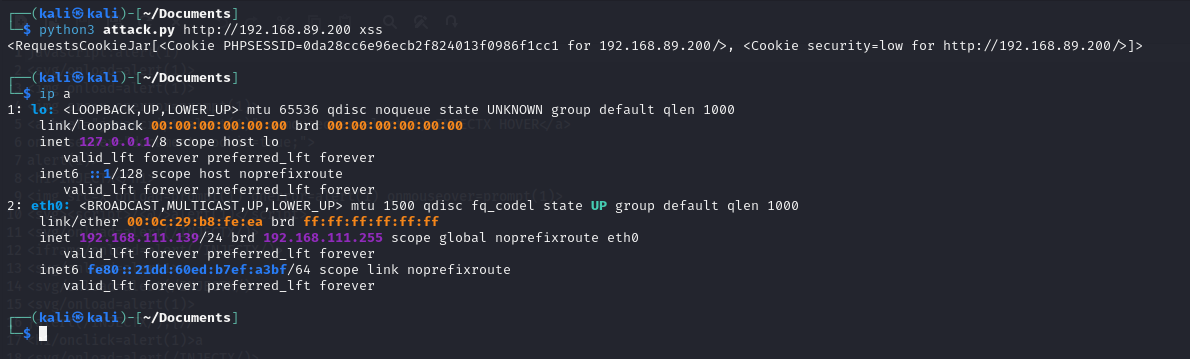 ┌──(kali㉿kali)-[~/Documents]
└─$ python3 attack.py http://192.168.89.200 xss
<RequestsCookieJar[<Cookie PHPSESSID=0da28cc6e96ecb2f824013f0986f1cc1 for 192.168.89.200/>, <Cookie security=low for http://192.168.89.200/>]>
┌──(kali㉿kali)-[~/Documents]
└─$ ip a
1: lo: <LOOPBACK,UP,LOWER_UP> mtu 65536 qdisc noqueue state UNKNOWN group default qlen 1000
link/loopback 00:00:00:00:00:00 brd 00:00:00:00:00:00
inet 127.0.0.1/8 scope host lo
valid_lft forever preferred_lft forever
inet6 ::1/128 scope host noprefixroute
valid_lft forever preferred_lft forever
2: eth0: <BROADCAST,MULTICAST,UP,LOWER_UP> mtu 1500 qdisc fq_codel state UP group default qlen 1000
link/ether 00:0c:29:b8:fe:ea brd ff:ff:ff:ff:ff:ff
inet 192.168.111.139/24 brd 192.168.111.255 scope global noprefixroute eth0
valid_lft forever preferred_lft forever
inet6 fe80::21dd:60ed:b7ef:a3bf/64 scope link noprefixroute
valid_lft forever preferred_lft forever
┌──(kali㉿kali)-[~/Documents]
└─$